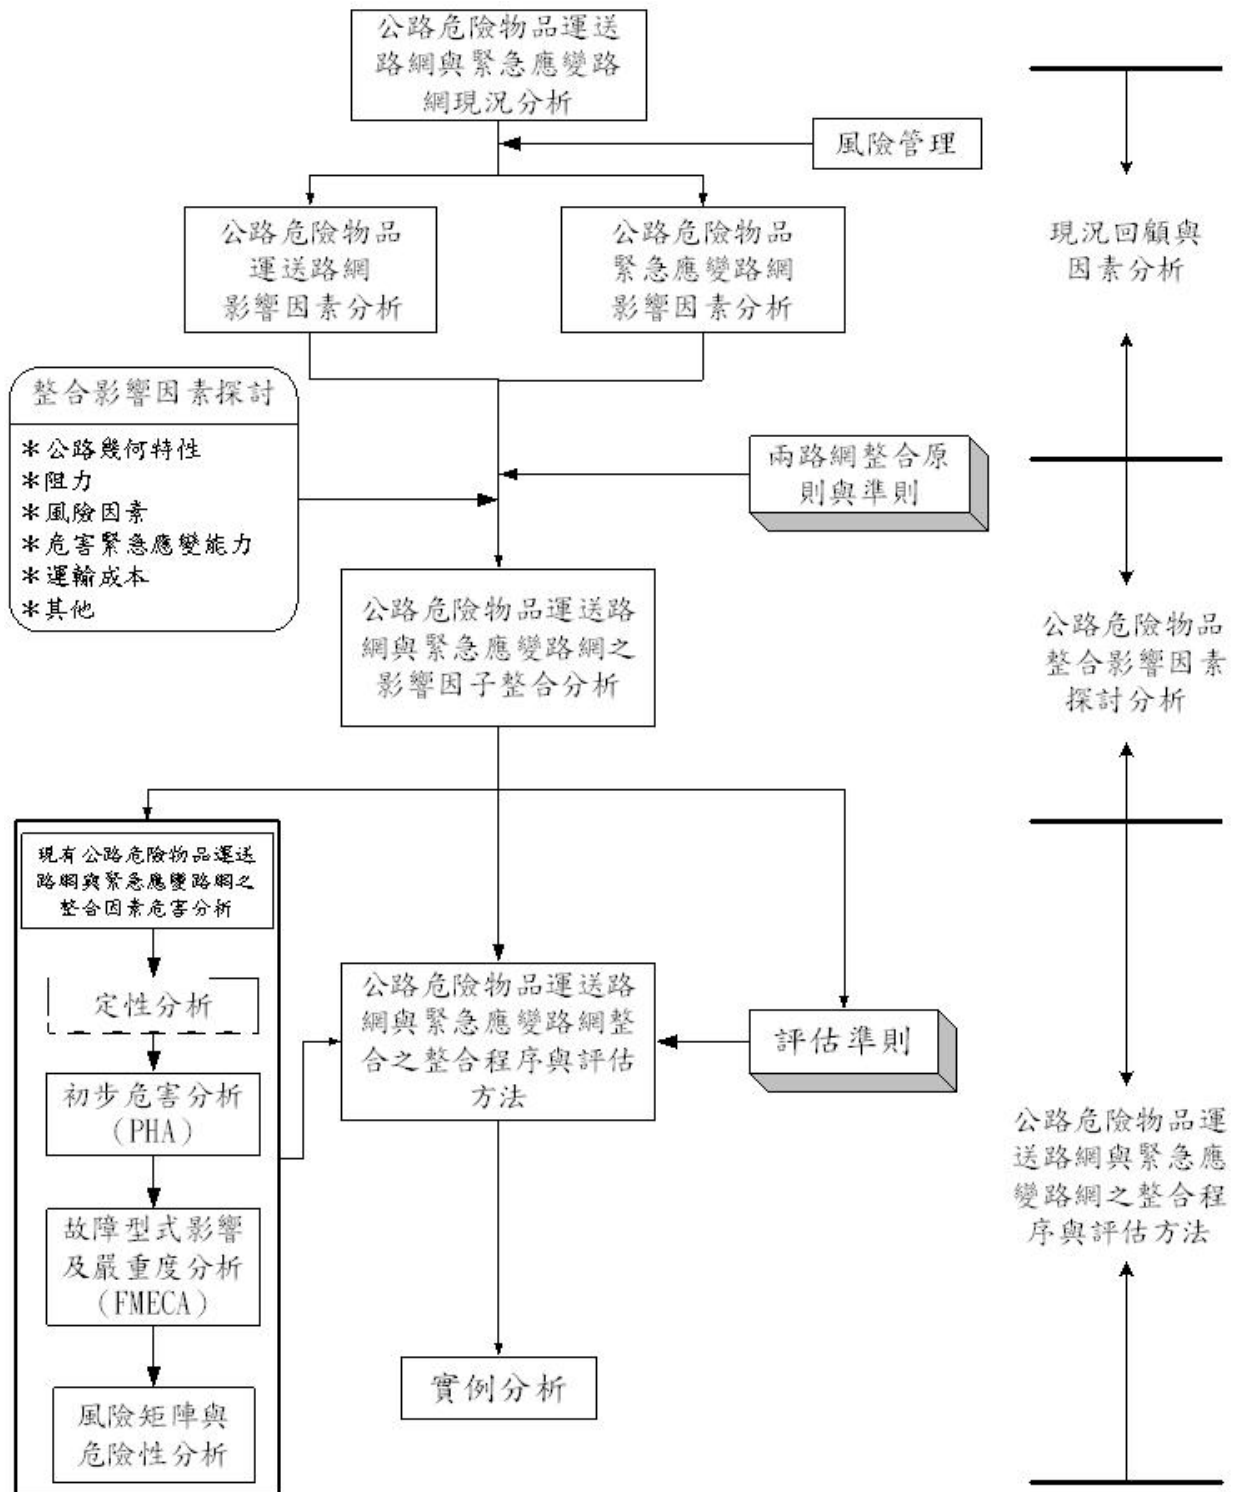 公路危險物品運送
路網與緊急應變路
網現況分析
風險管理
公路危險物品
運送路網
影響因素分析
公路危險物品
緊急應變路網
影響因素分析
現況回顧與
因素分析
整合影響因素探討
＊公路幾何特性
＊阻力
＊風險因素
＊危害緊急應變能力
＊運輸成本
＊其他
兩路網整合原
則與準則
公路危險物品運送路
網與緊急應變路網之
影響因子整合分析
公路危險物品
整合影響因素
探討分析
現有公路危險物品運送
路網與緊急應變路網之
整合因素危害分析
定性分析
初步危害分析
(PHA)
故障型式影響
及嚴重度分析
(FMECA)
風險矩陣與
危險性分析
公路危險物品運送路
網與緊急應變路網整
合之整合程序與評估
方法
評估準則
實例分析
公路危險物品運
送路網與緊急應
變路網之整合程
序與評估方法